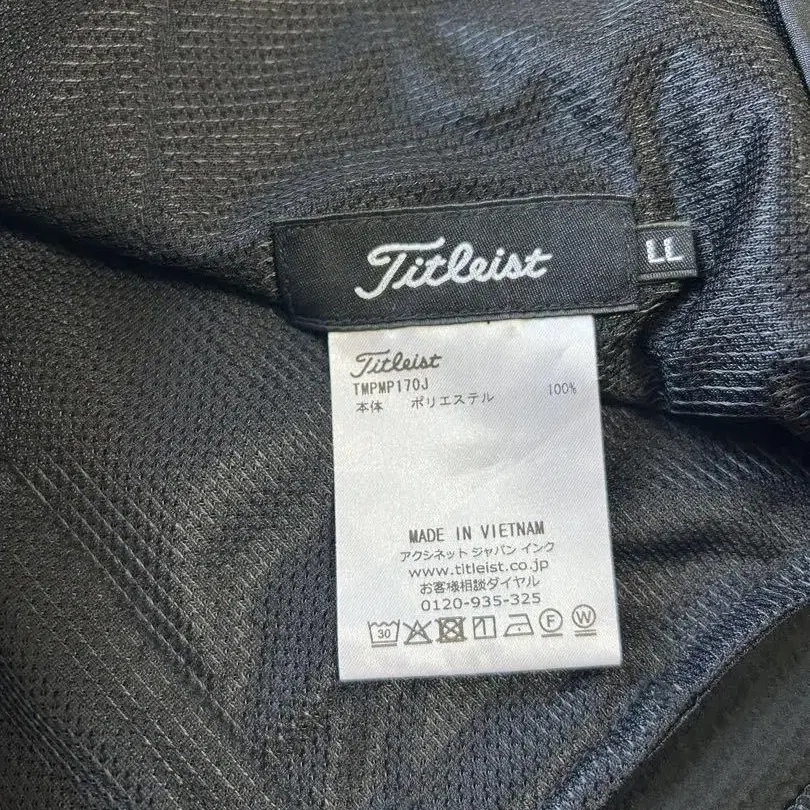 Titleist
LL
Titleist
TMPMP170J
本体 ポリエステル 100%
MADE IN VIETNAM
アクシネット ジャパン インク
www.titleist.co.jp
お客様相談ダイヤル
0120-935-325
30 F W